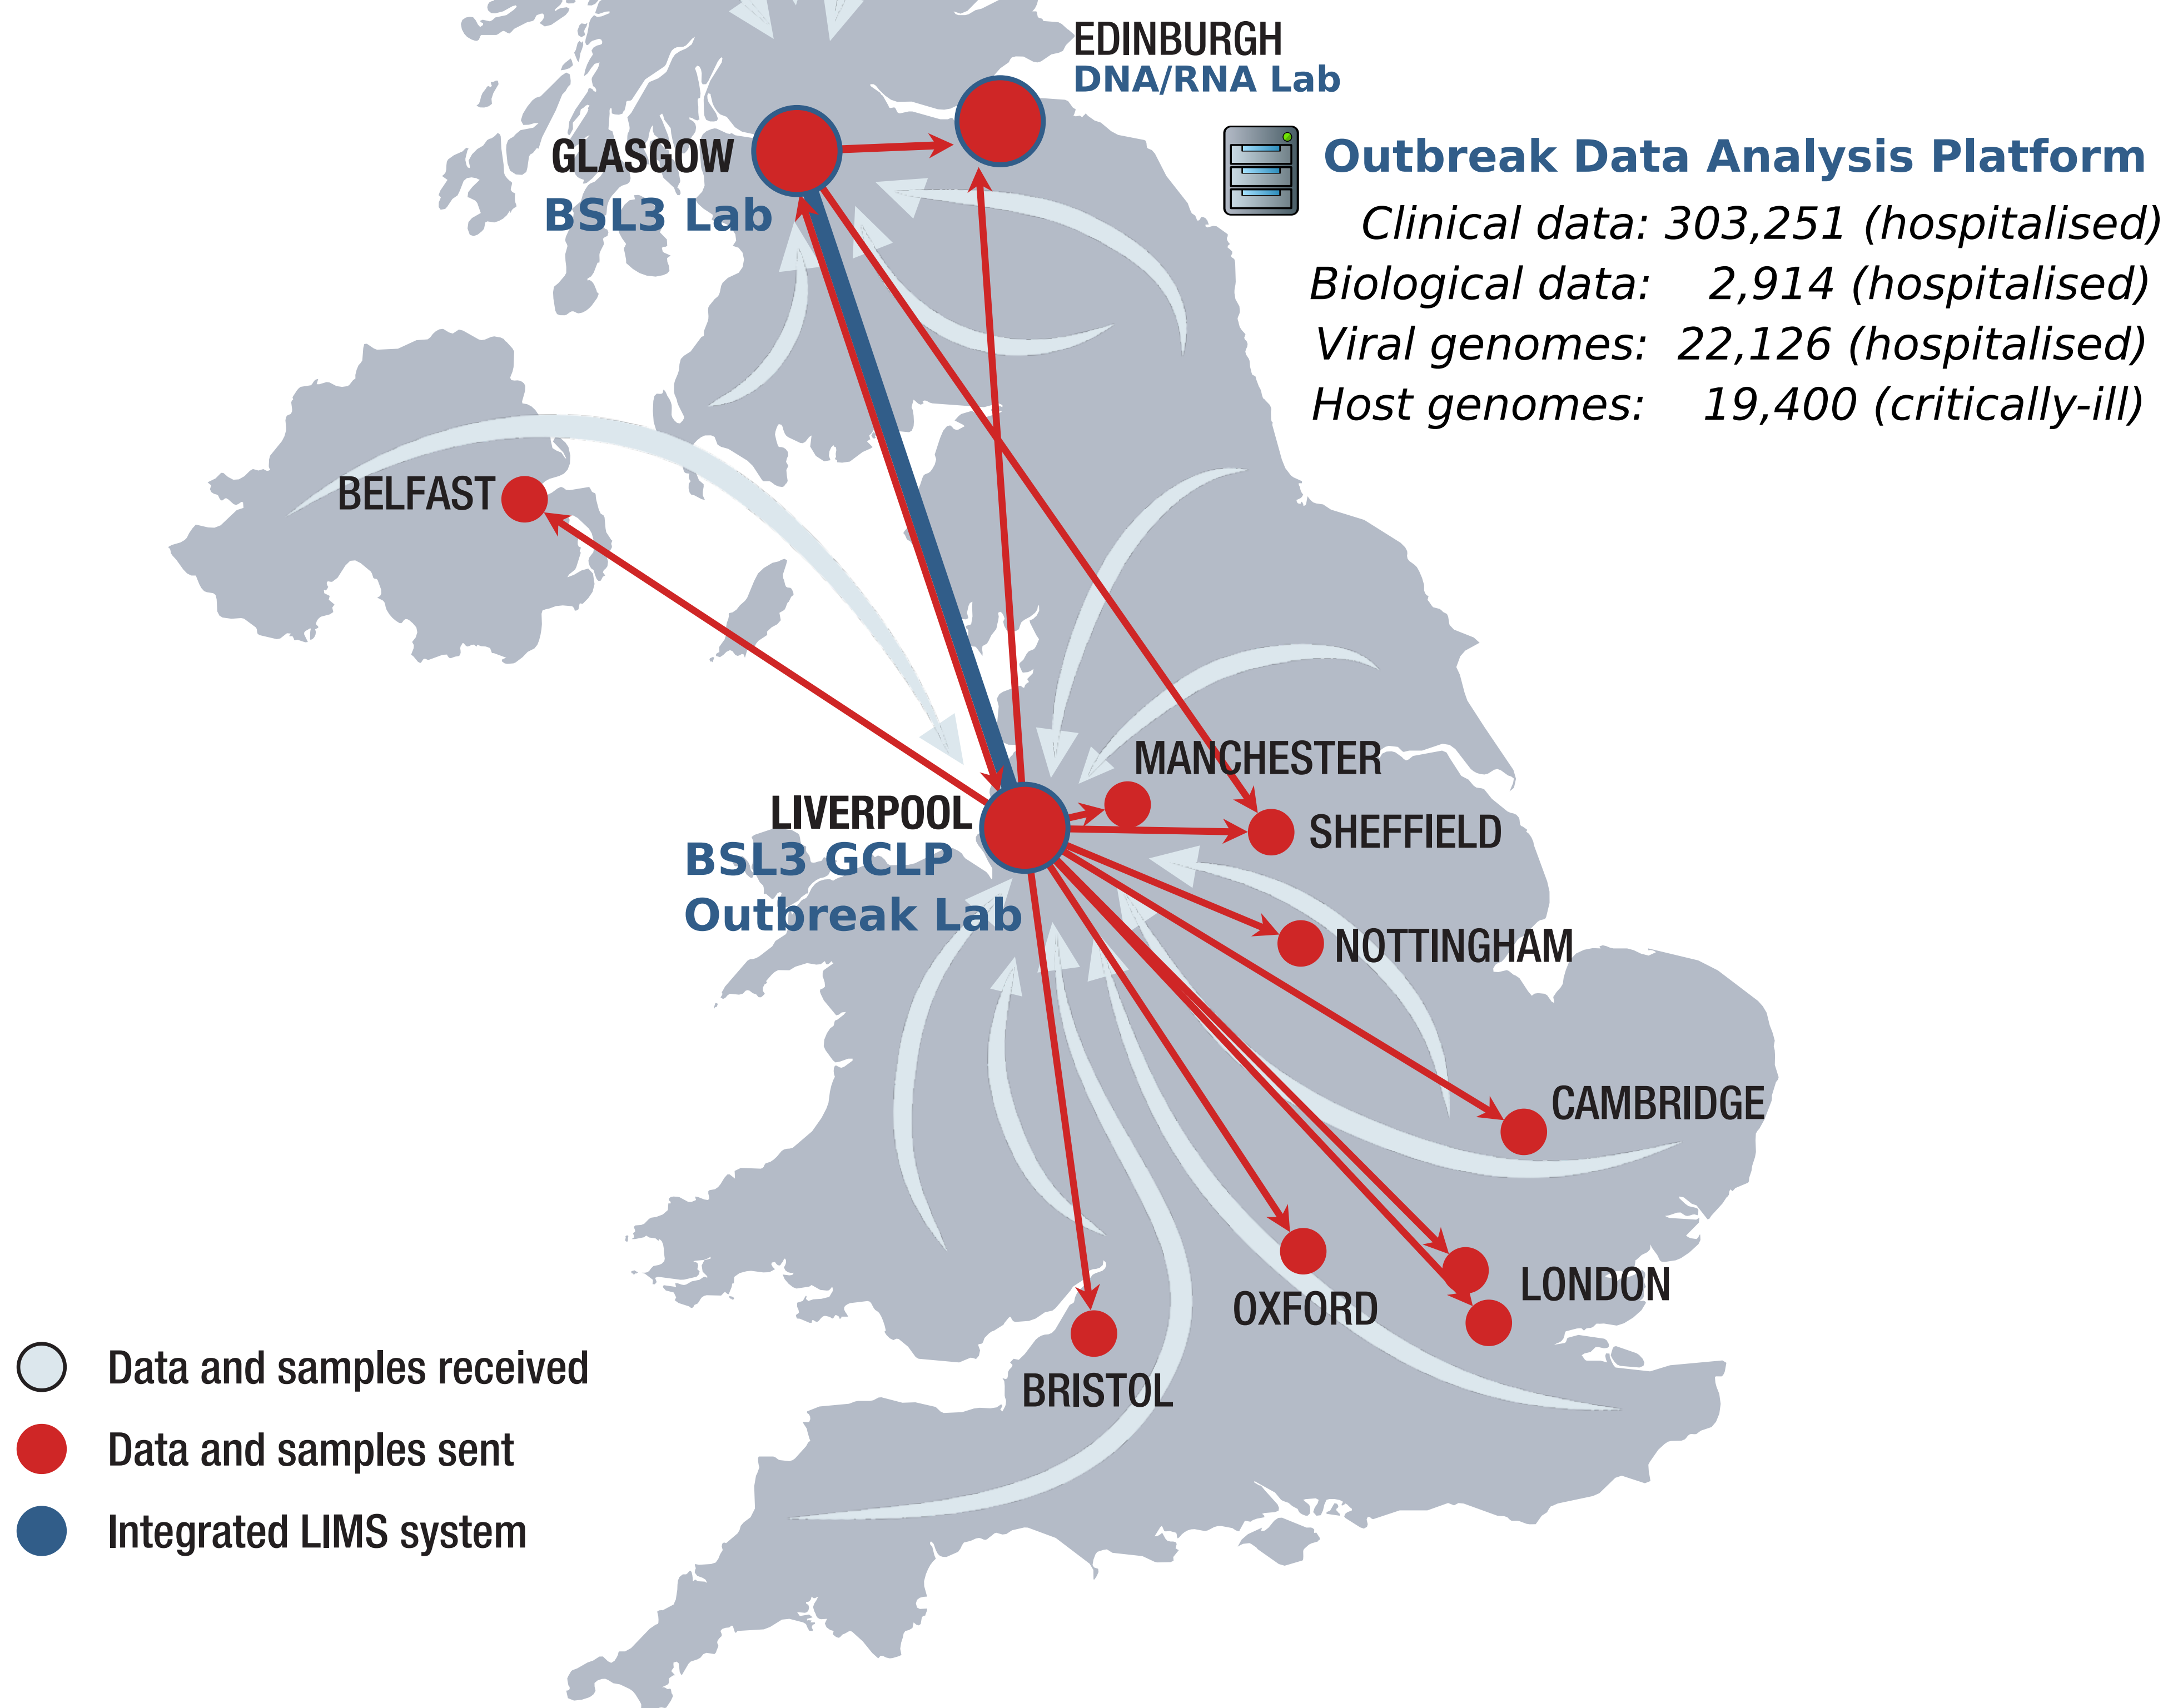 EDINBURGH
DNA/RNA Lab
GLASGOW
BSL3 Lab
Outbreak Data Analysis Platform
Clinical data: 303,251 (hospitalised)
Biological data: 2,914 (hospitalised)
Viral genomes: 22,126 (hospitalised)
Host genomes: 19,400 (critically-ill)
BELFAST
MANCHESTER
LIVERPOOL
BSL3 GCLP
Outbreak Lab
SHEFFIELD
NOTTINGHAM
CAMBRIDGE
LONDON
OXFORD
BRISTOL
Data and samples received
Data and samples sent
Integrated LIMS system